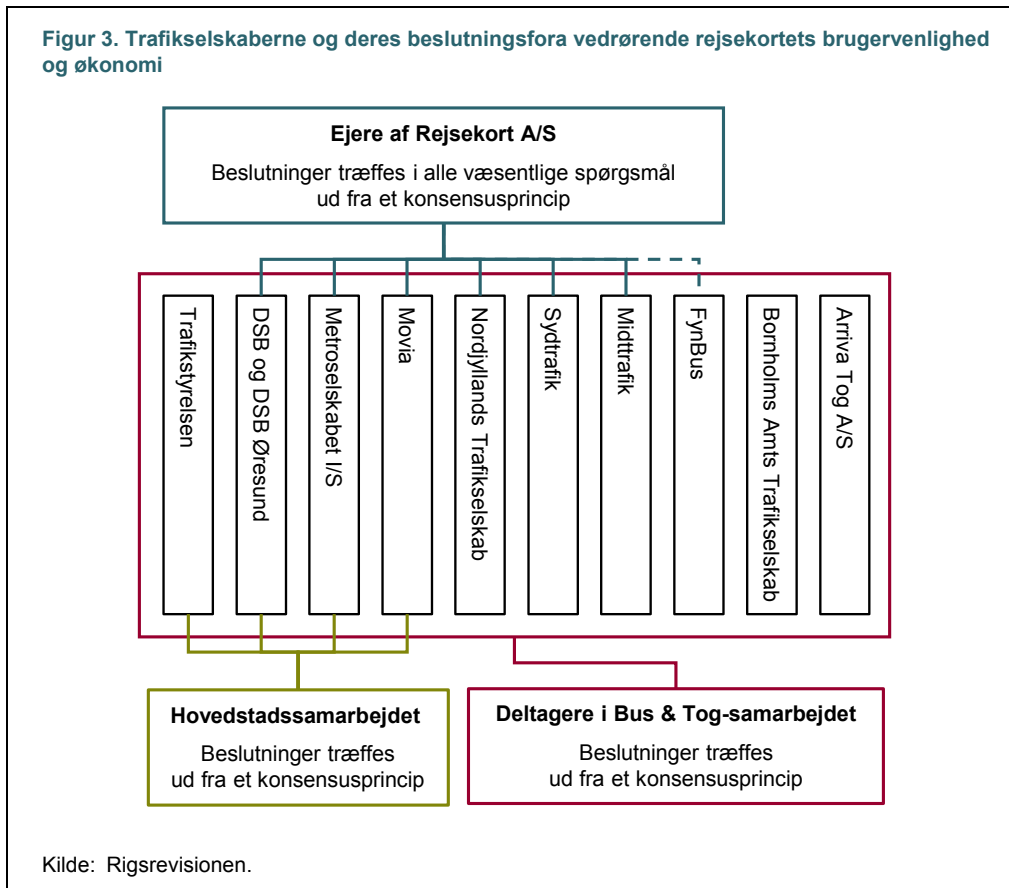 Figur 3. Trafikselskaberne og deres beslutningsfora vedrørende rejsekortets brugervenlighed
og økonomi
Ejere af Rejsekort A/S
Beslutninger træffes i alle væsentlige spørgsmål
ud fra et konsensusprincip
Trafikstyrelsen
DSB og DSB Øresund
Metroselskabet I/S
Movia
Nordjyllands Trafikselskab
Sydtrafik
Midttrafik
FynBus
Bornholms Amts Trafikselskab
Arriva Tog A/S
Hovedstadssamarbejdet
Beslutninger træffes
ud fra et konsensusprincip
Deltagere i Bus & Tog-samarbejdet
Beslutninger træffes
ud fra et konsensusprincip
Kilde: Rigsrevisionen.